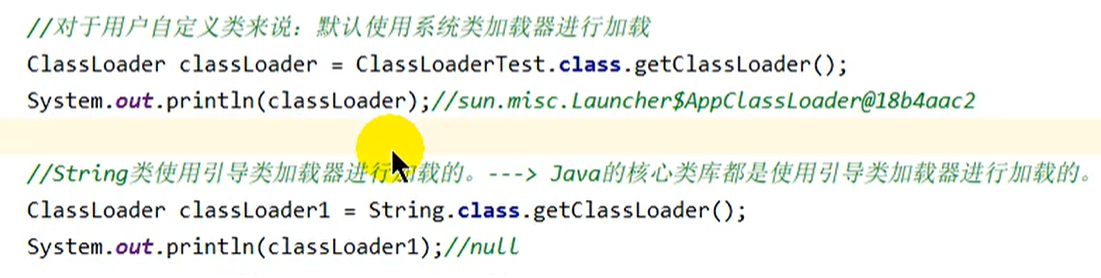 //对于用户自定义类来说：默认使用系统类加载器进行加载
ClassLoader classLoader = ClassLoaderTest.class.getClassLoader();
System.out.println(classLoader);//sun.misc.Launcher$AppClassLoader@18b4aac2
//String类使用引导类加载器进行加载的。---> Java的核心类库都是使用引导类加载器进行加载的。
ClassLoader classLoader1 = String.class.getClassLoader();
System.out.println(classLoader1);//null